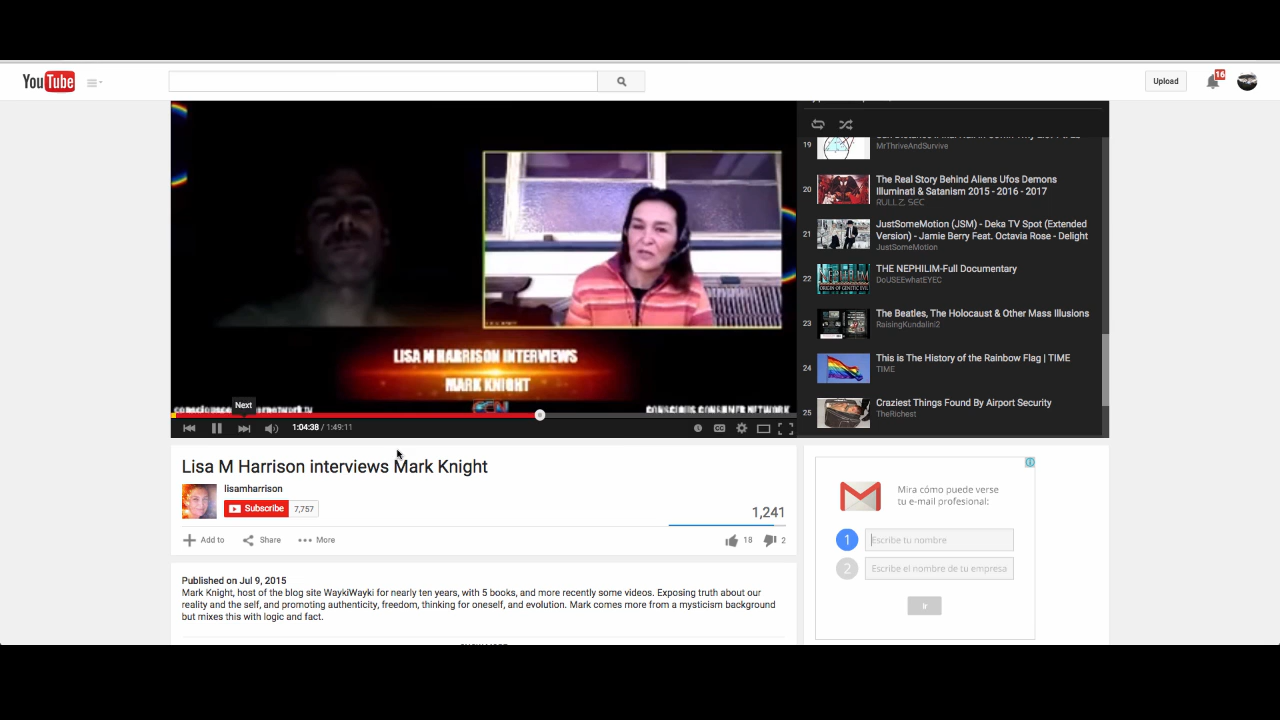 YouTube
Upload
16
19
MrThriveAndSurvive
20
The Real Story Behind Aliens Ufos Demons
Illuminati & Satanism 2015 - 2016 - 2017
RULLZ. SEC
21
JustSomeMotion (JSM) - Deka TV Spot (Extended
Version) - Jamie Berry Feat. Octavia Rose - Delight
JustSomeMotion
22
THE NEPHILIM-Full Documentary
DoUSEEwhatEYEC
23
The Beatles, The Holocaust & Other Mass Illusions
RaisingKundalini2
24
This is The History of the Rainbow Flag | TIME
TIME
25
Craziest Things Found By Airport Security
TheRichest
LISA M HARRISON INTERVIEWS
MARK KNIGHT
CONSCIOUS CONSUMER NETWORK
Next
1:04:38 / 1:49:11
CC
Lisa M Harrison interviews Mark Knight
lisamharrison
Subscribe 7,757
1,241
Add to Share More
18 2
Published on Jul 9, 2015
Mark Knight, host of the blog site WaykiWayki for nearly ten years, with 5 books, and more recently some videos. Exposing truth about our
reality and the self, and promoting authenticity, freedom, thinking for oneself, and evolution. Mark comes more from a mysticism background
but mixes this with logic and fact.
Mira cómo puede verse
tu e-mail profesional:
1 Escribe tu nombre
2 Escribe el nombre de tu empresa
Ir